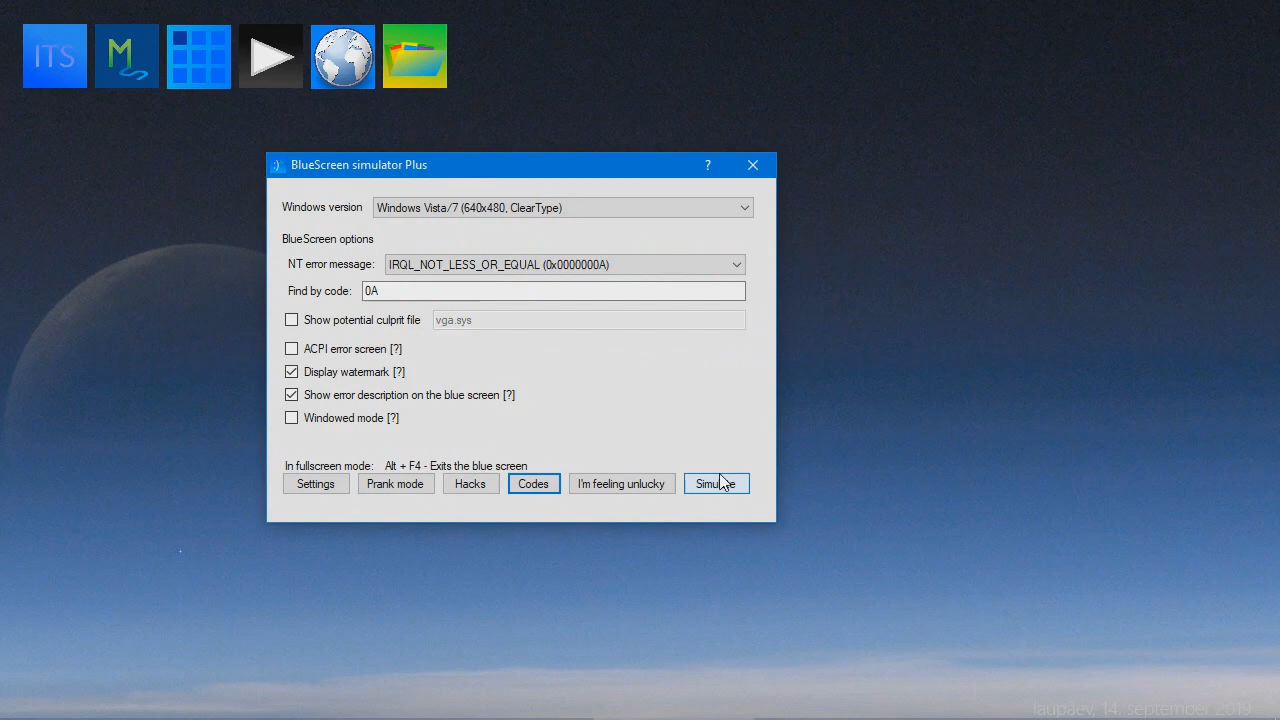 ITS
M
BlueScreen simulator Plus
?
Windows version
Windows Vista/7 (640x480, ClearType)
BlueScreen options
NT error message:
IRQL_NOT_LESS_OR_EQUAL (0x0000000A)
Find by code:
0A
Show potential culprit file
vga.sys
ACPI error screen [?]
Display watermark [?]
Show error description on the blue screen [?]
Windowed mode [?]
In fullscreen mode: Alt + F4 - Exits the blue screen
Settings
Prank mode
Hacks
Codes
I'm feeling unlucky
laupäev, 14. september 2019